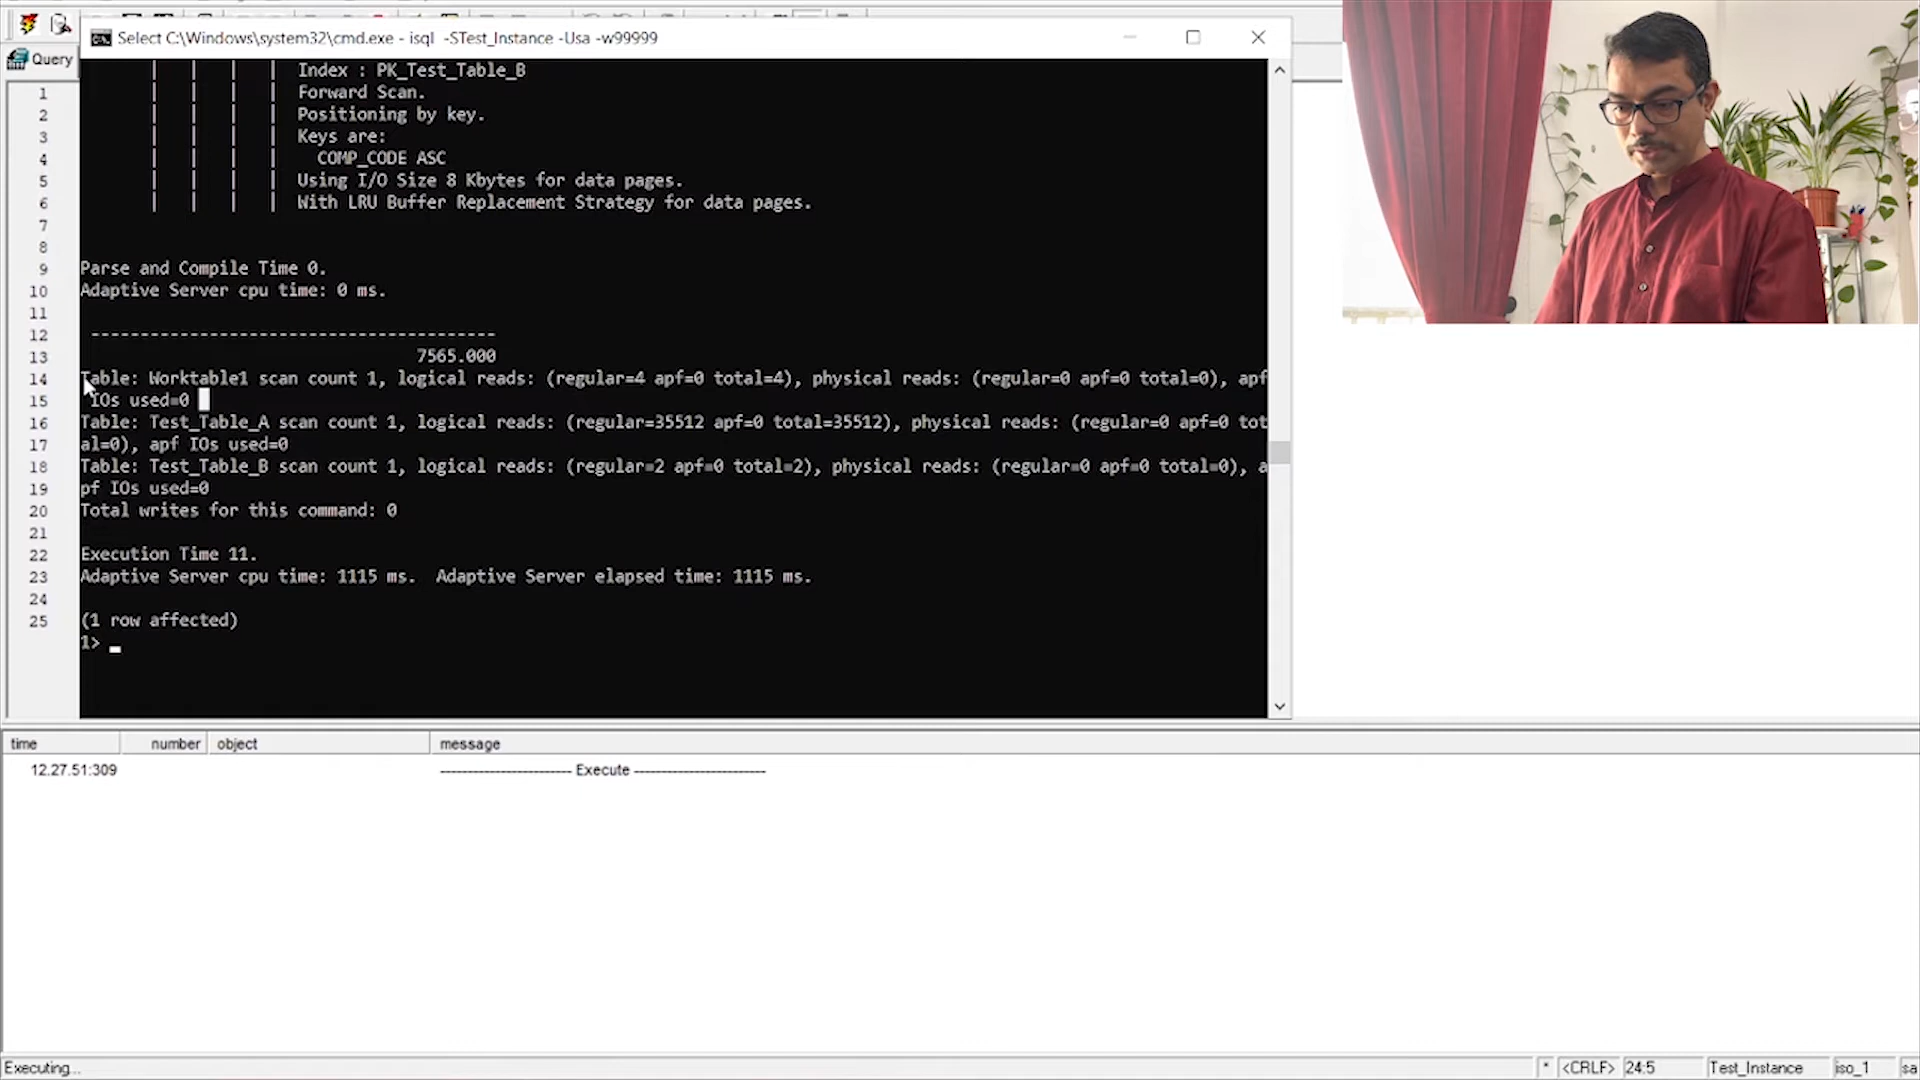 Select C:\Windows\system32\cmd.exe - isql -STest_Instance -Usa -w99999
Query
| | | | Index : PK_Test_Table_B
| | | | Forward Scan.
| | | | Positioning by key.
| | | | Keys are:
| | | | COMP_CODE ASC
| | | | Using I/O Size 8 Kbytes for data pages.
| | | | With LRU Buffer Replacement Strategy for data pages.
Parse and Compile Time 0.
Adaptive Server cpu time: 0 ms.
-----------------------------------------
7565.000
Table: Worktable1 scan count 1, logical reads: (regular=4 apf=0 total=4), physical reads: (regular=0 apf=0 total=0), apf
IOs used=0
Table: Test_Table_A scan count 1, logical reads: (regular=35512 apf=0 total=35512), physical reads: (regular=0 apf=0 tot
al=0), apf IOs used=0
Table: Test_Table_B scan count 1, logical reads: (regular=2 apf=0 total=2), physical reads: (regular=0 apf=0 total=0), a
pf IOs used=0
Total writes for this command: 0
Execution Time 11.
Adaptive Server cpu time: 1115 ms.  Adaptive Server elapsed time: 1115 ms.
(1 row affected)
1> _
1
2
3
4
5
6
7
8
9
10
11
12
13
14
15
16
17
18
19
20
21
22
23
24
25
time number object message
12.27.51:309 ------------------------- Execute -------------------------
Executing... * <CRLF> 24:5 Test_Instance iso_1 sa